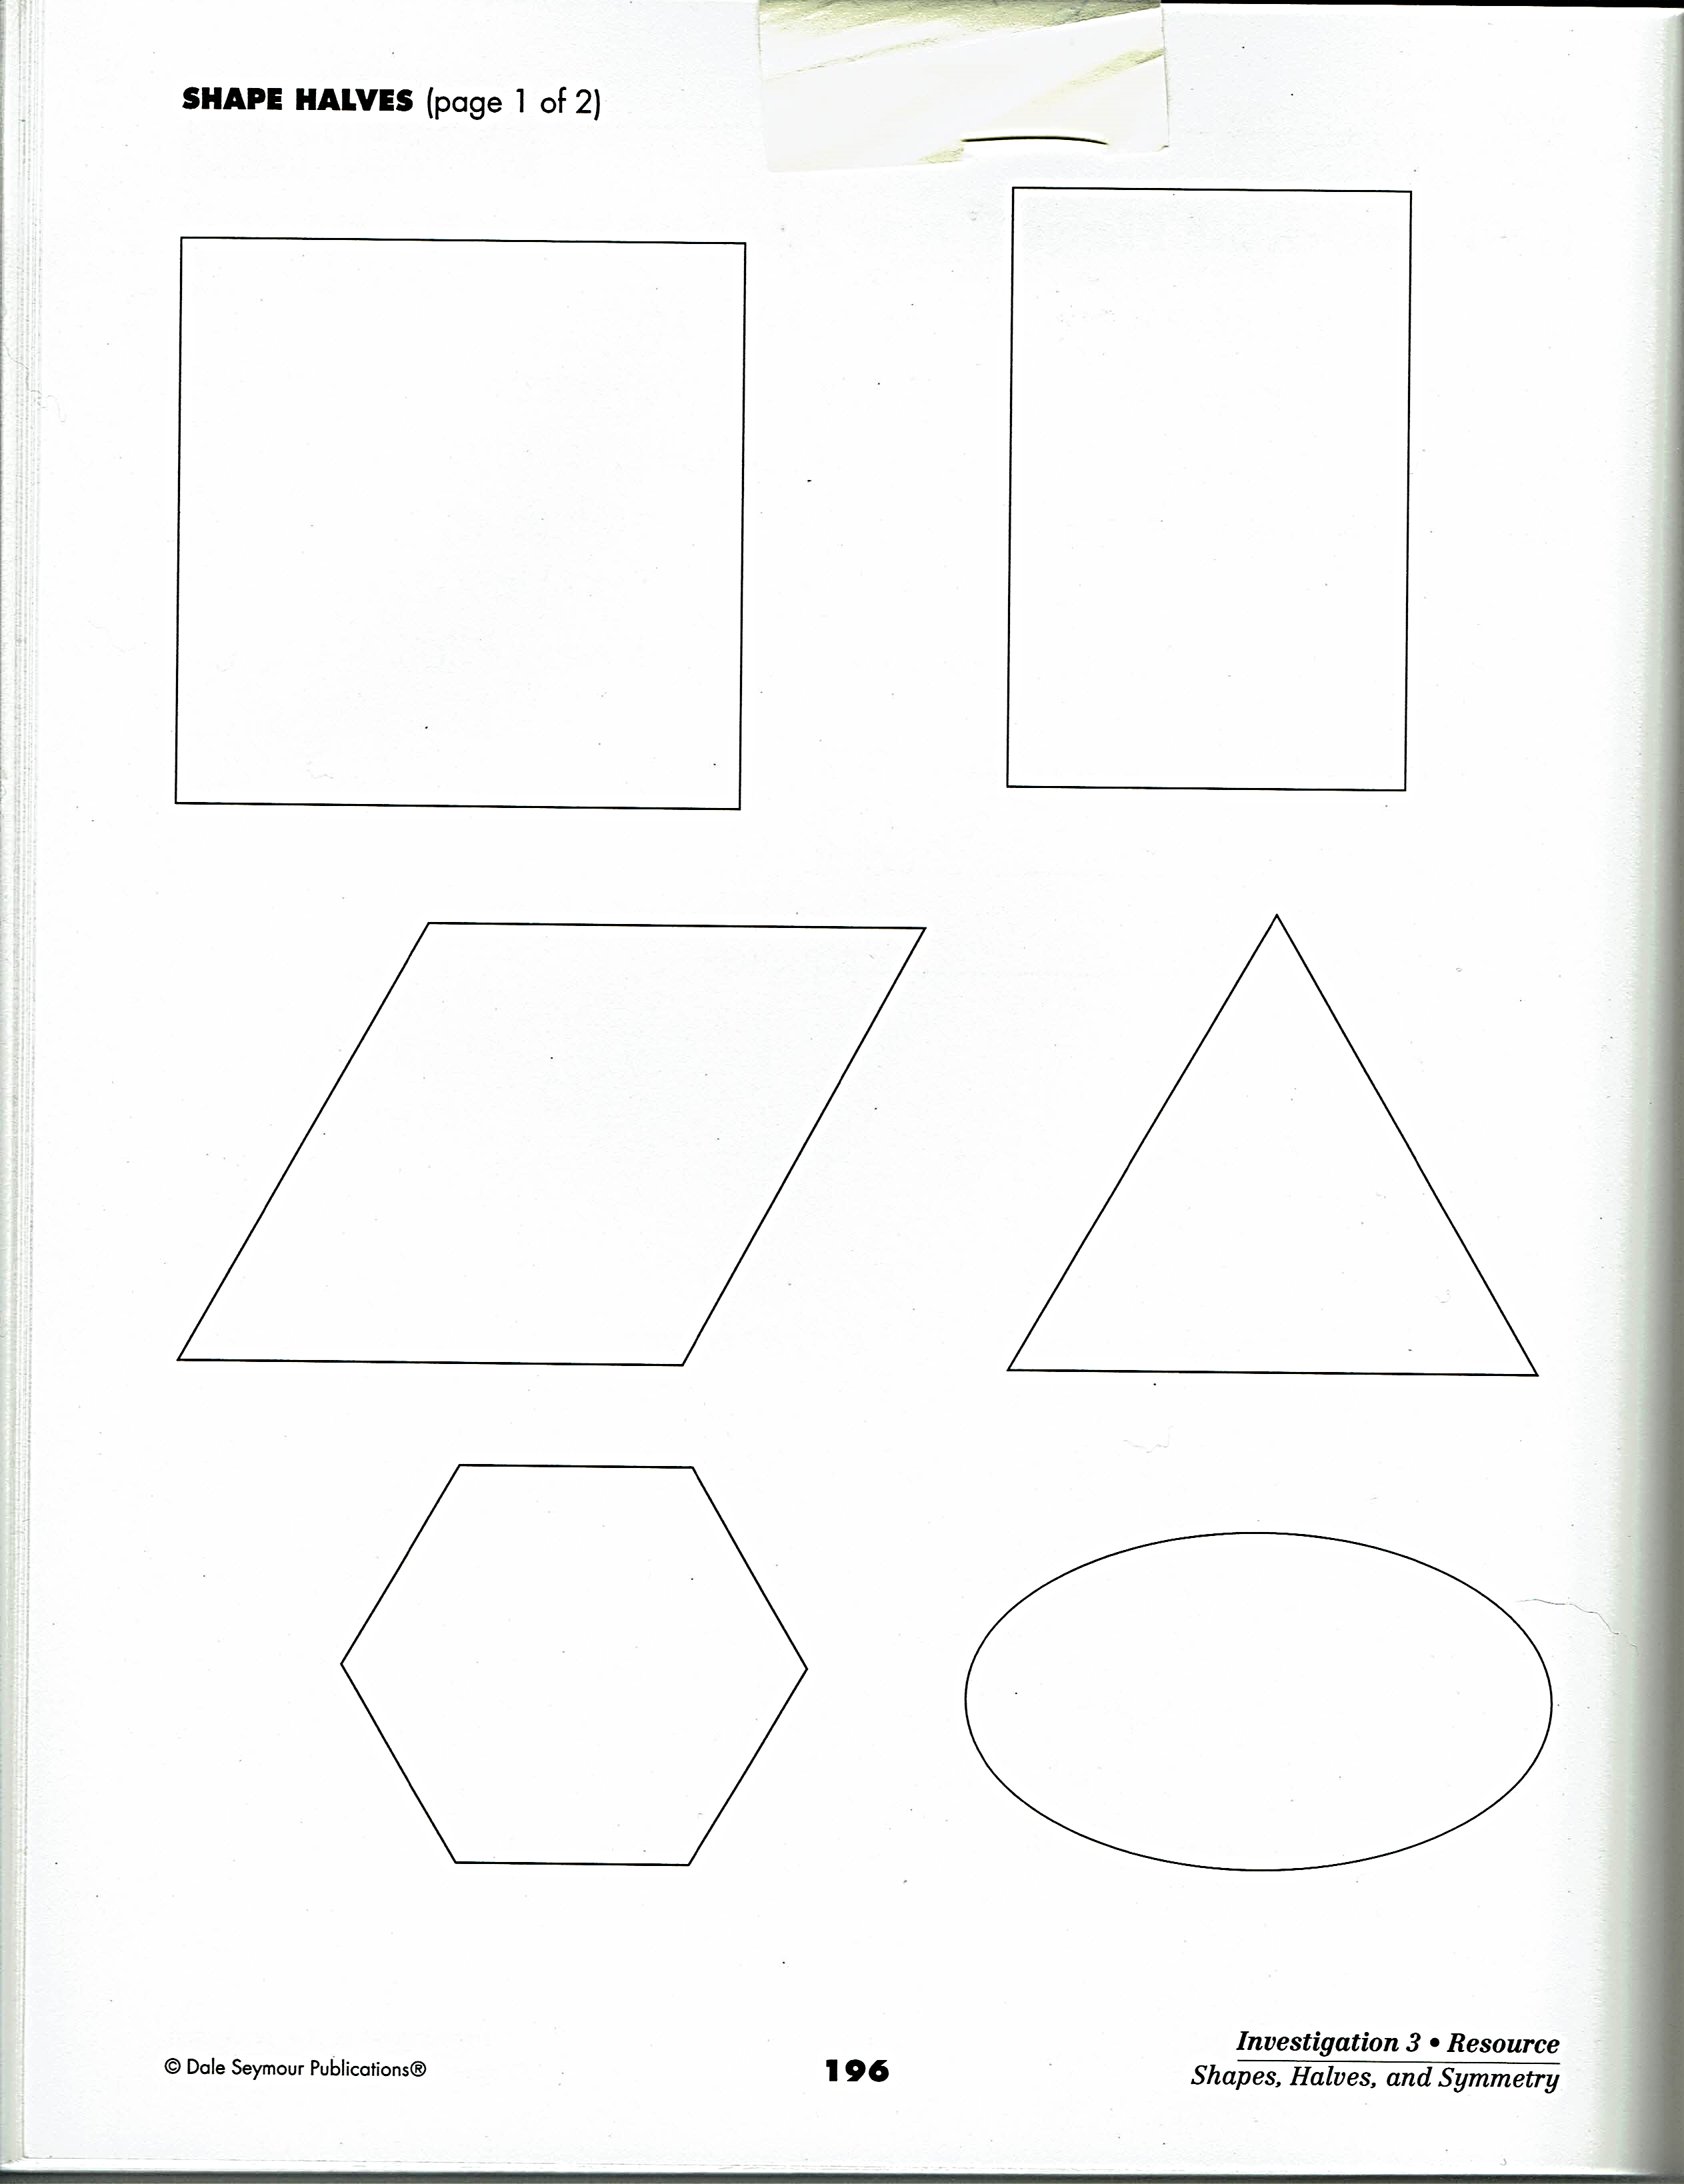 SHAPE HALVES (page 1 of 2)
© Dale Seymour Publications®
196
Investigation 3 • Resource
Shapes, Halves, and Symmetry